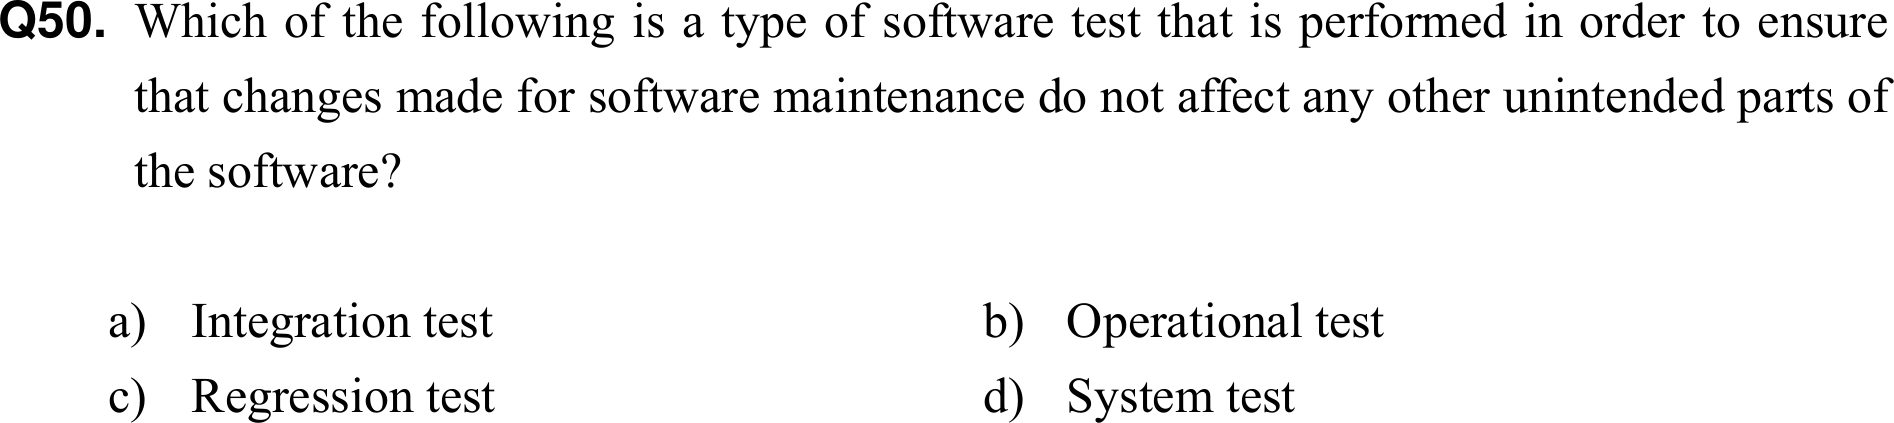 Q50. Which of the following is a type of software test that is performed in order to ensure
that changes made for software maintenance do not affect any other unintended parts of
the software?
a) Integration test b) Operational test
c) Regression test d) System test